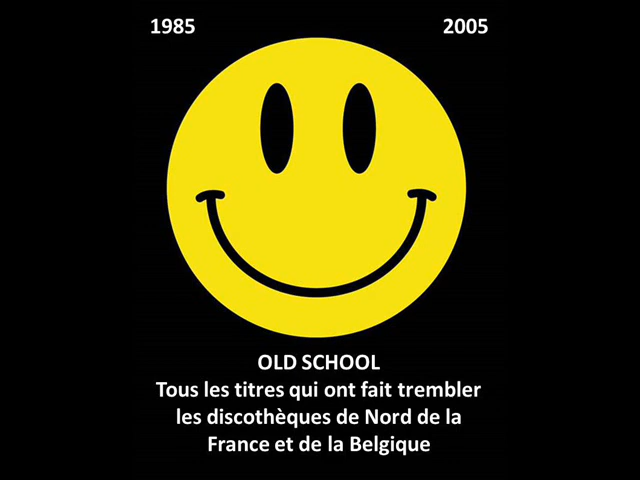 1985 2005
OLD SCHOOL
Tous les titres qui ont fait trembler
les discothèques de Nord de la
France et de la Belgique